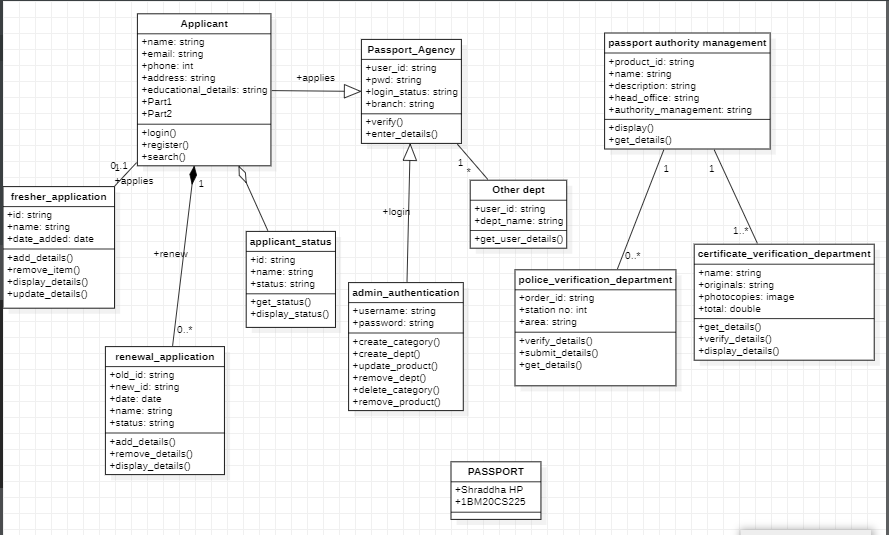 Applicant
+name: string
+email: string
+phone: int
+address: string
+educational_details: string
+Part1
+Part2
+login()
+register()
+search()
+applies
Passport_Agency
+user_id: string
+pwd: string
+login_status: string
+branch: string
+verify()
+enter_details()
passport authority management
+product_id: string
+name: string
+description: string
+head_office: string
+authority_management: string
+display()
+get_details()
0..1
1
+applies
1
1
*
1
1
fresher_application
+id: string
+name: string
+date_added: date
+add_details()
+remove_item()
+display_details()
+update_details()
+renew
0..*
applicant_status
+id: string
+name: string
+status: string
+get_status()
+display_status()
+login
Other dept
+user_id: string
+dept_name: string
+get_user_details()
0..*
1..*
admin_authentication
+username: string
+password: string
+create_category()
+create_dept()
+update_product()
+remove_dept()
+delete_category()
+remove_product()
police_verification_department
+order_id: string
+station no: int
+area: string
+verify_details()
+submit_details()
+get_details()
certificate_verification_department
+name: string
+originals: string
+photocopies: image
+total: double
+get_details()
+verify_details()
+display_details()
renewal_application
+old_id: string
+new_id: string
+date: date
+name: string
+status: string
+add_details()
+remove_details()
+display_details()
PASSPORT
+Shraddha HP
+1BM20CS225